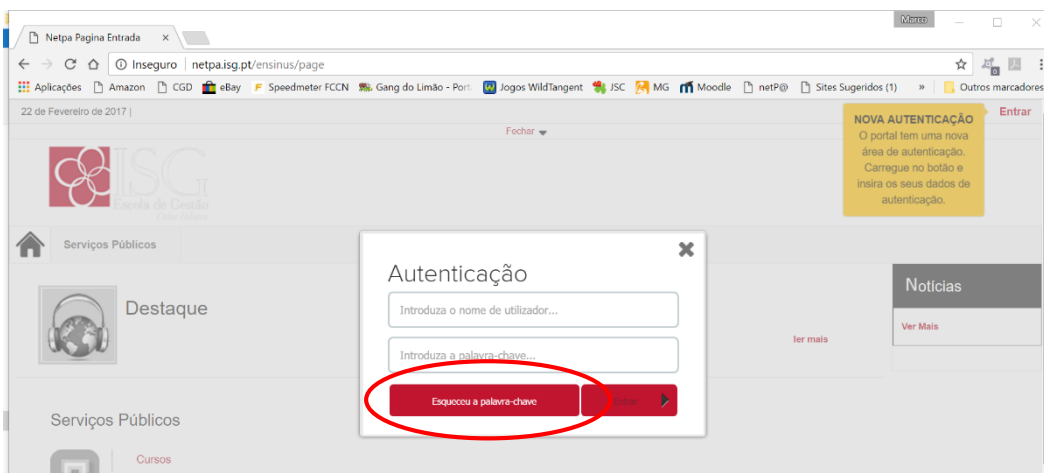 Marco
Netpa Pagina Entrada
Inseguro netpa.isg.pt/ensinus/page
Aplicações Amazon CGD eBay Speedmeter FCCN Gang do Limão - Port Jogos WildTangent JSC MG Moodle netP@ Sites Sugeridos (1) » Outros marcadores
22 de Fevereiro de 2017 |
Entrar
Fechar
NOVA AUTENTICAÇÃO
O portal tem uma nova
área de autenticação.
Carregue no botão e
insira os seus dados de
autenticação.
ISG
Escola de Gestão
Serviços Públicos
Autenticação
Introduza o nome de utilizador...
Introduza a palavra-chave...
Esqueceu a palavra-chave
Entrar
Destaque
ler mais
Noticias
Ver Mais
Serviços Públicos
Cursos